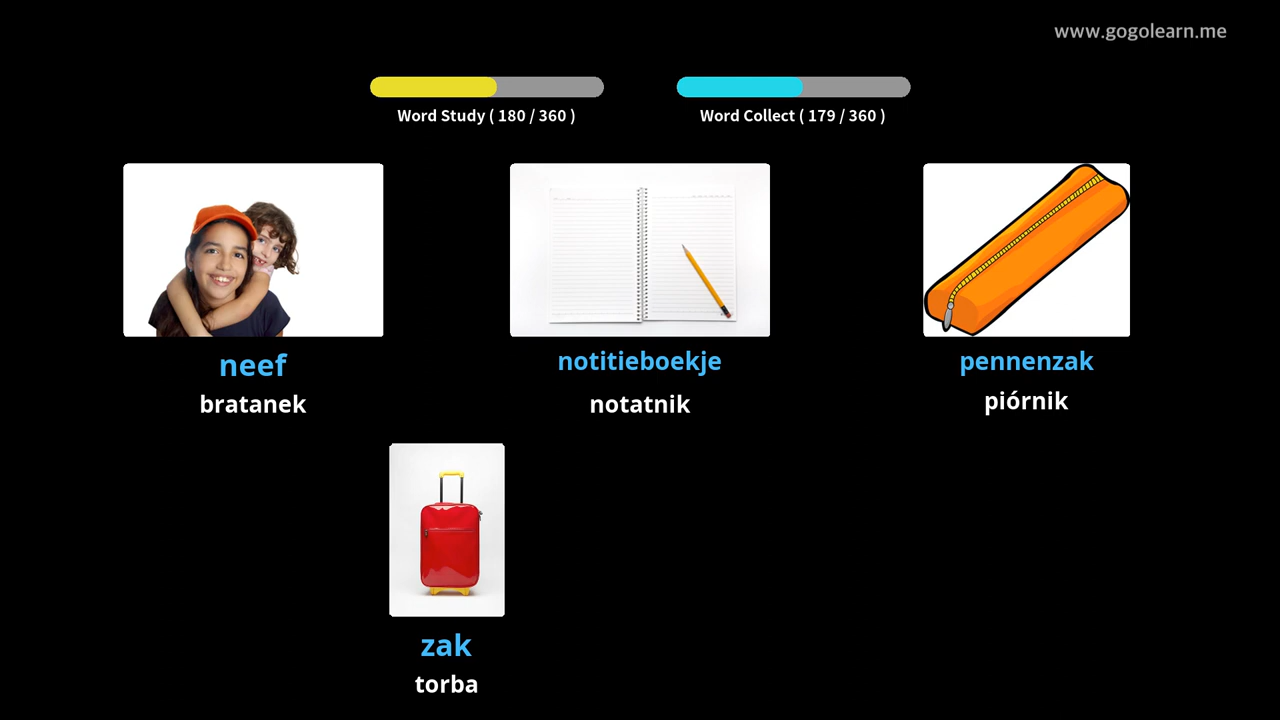 www.gogolearn.me
Word Study ( 180 / 360 )
Word Collect ( 179 / 360 )
neef
bratanek
notitieboekje
notatnik
pennenzak
piórnik
zak
torba